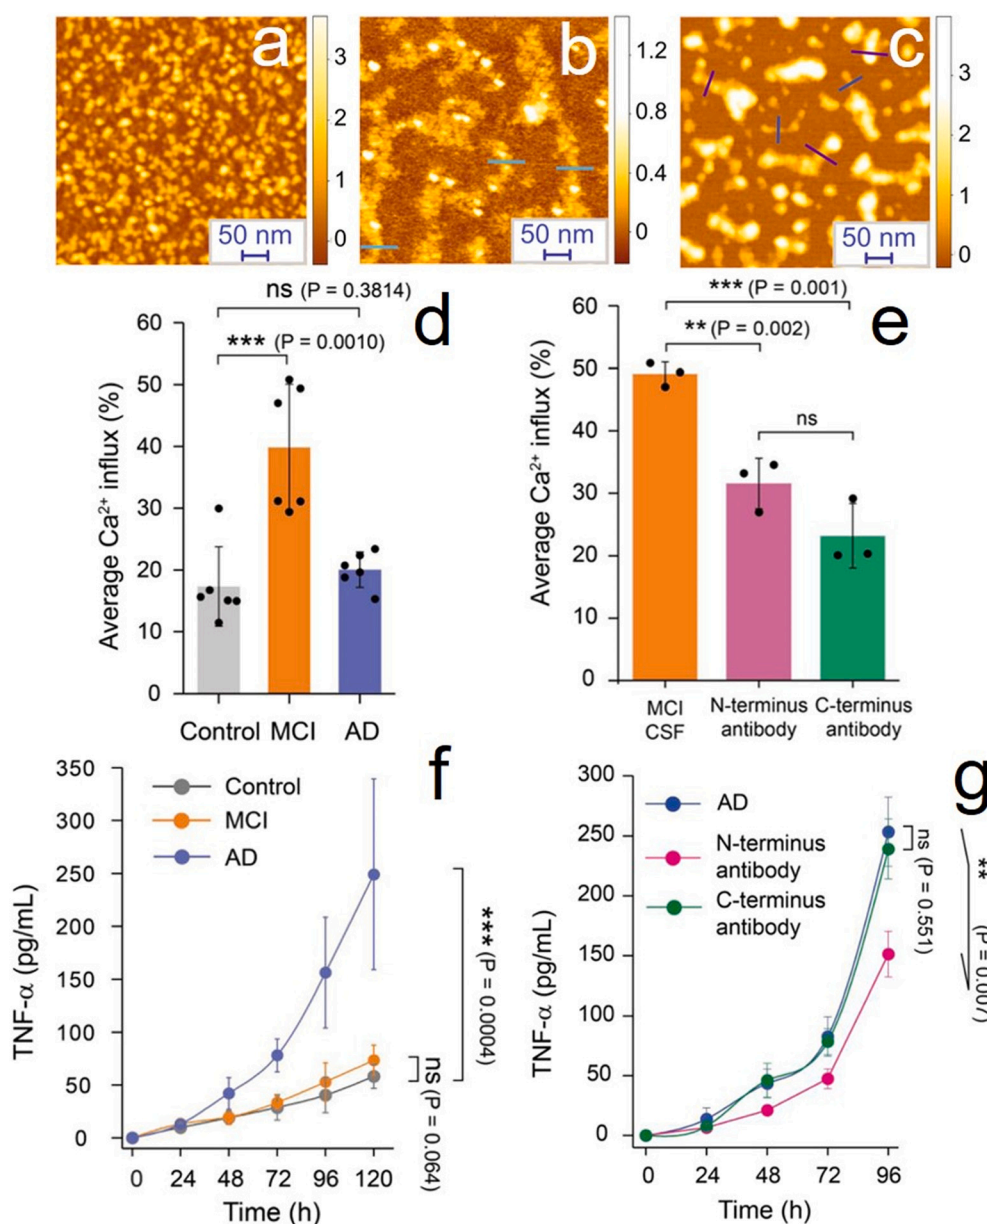 a
3
2
1
0
50 nm
b
1.2
0.8
0.4
0
50 nm
c
3
2
1
0
50 nm
d
ns (P = 0.3814)
*** (P = 0.0010)
Average Ca²⁺ influx (%)
60
50
40
30
20
10
0
Control MCI AD
e
*** (P = 0.001)
** (P = 0.002)
ns
Average Ca²⁺ influx (%)
60
50
40
30
20
10
0
MCI
CSF
N-terminus
antibody
C-terminus
antibody
f
Control
MCI
AD
TNF-α (pg/mL)
350
300
250
200
150
100
50
0
0 24 48 72 96 120
Time (h)
*** (P = 0.0004)
ns (P = 0.064)
g
AD
N-terminus
antibody
C-terminus
antibody
TNF-α (pg/mL)
300
250
200
150
100
50
0
0 24 48 72 96
Time (h)
ns (P = 0.551)
** (P = 0.007)